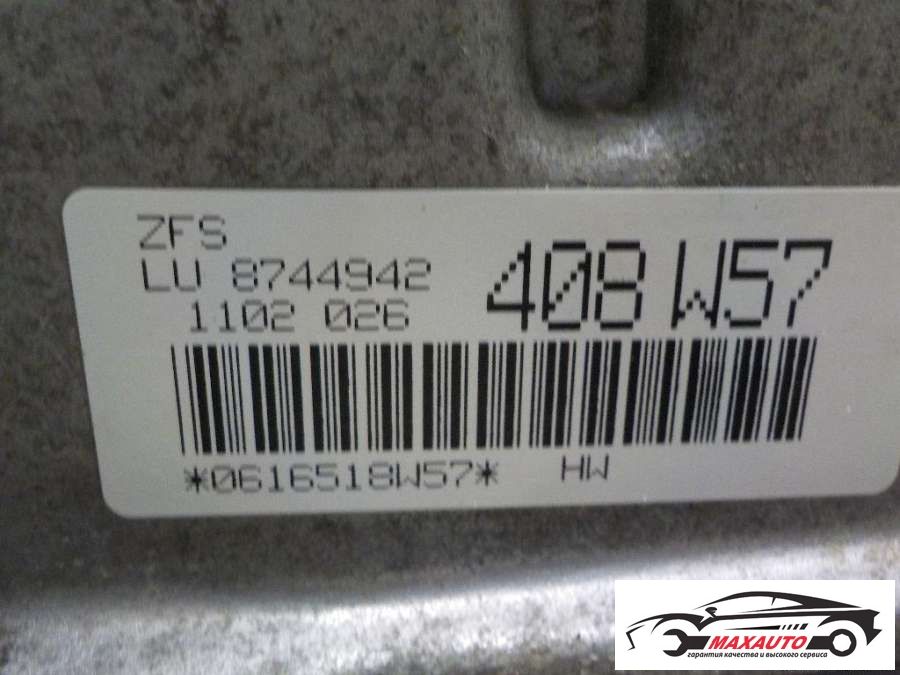 ZFS
LU 8744942
1102 026
408 W57
*0616518W57* HW
MAXAUTO
гарантия качества и высокого сервиса